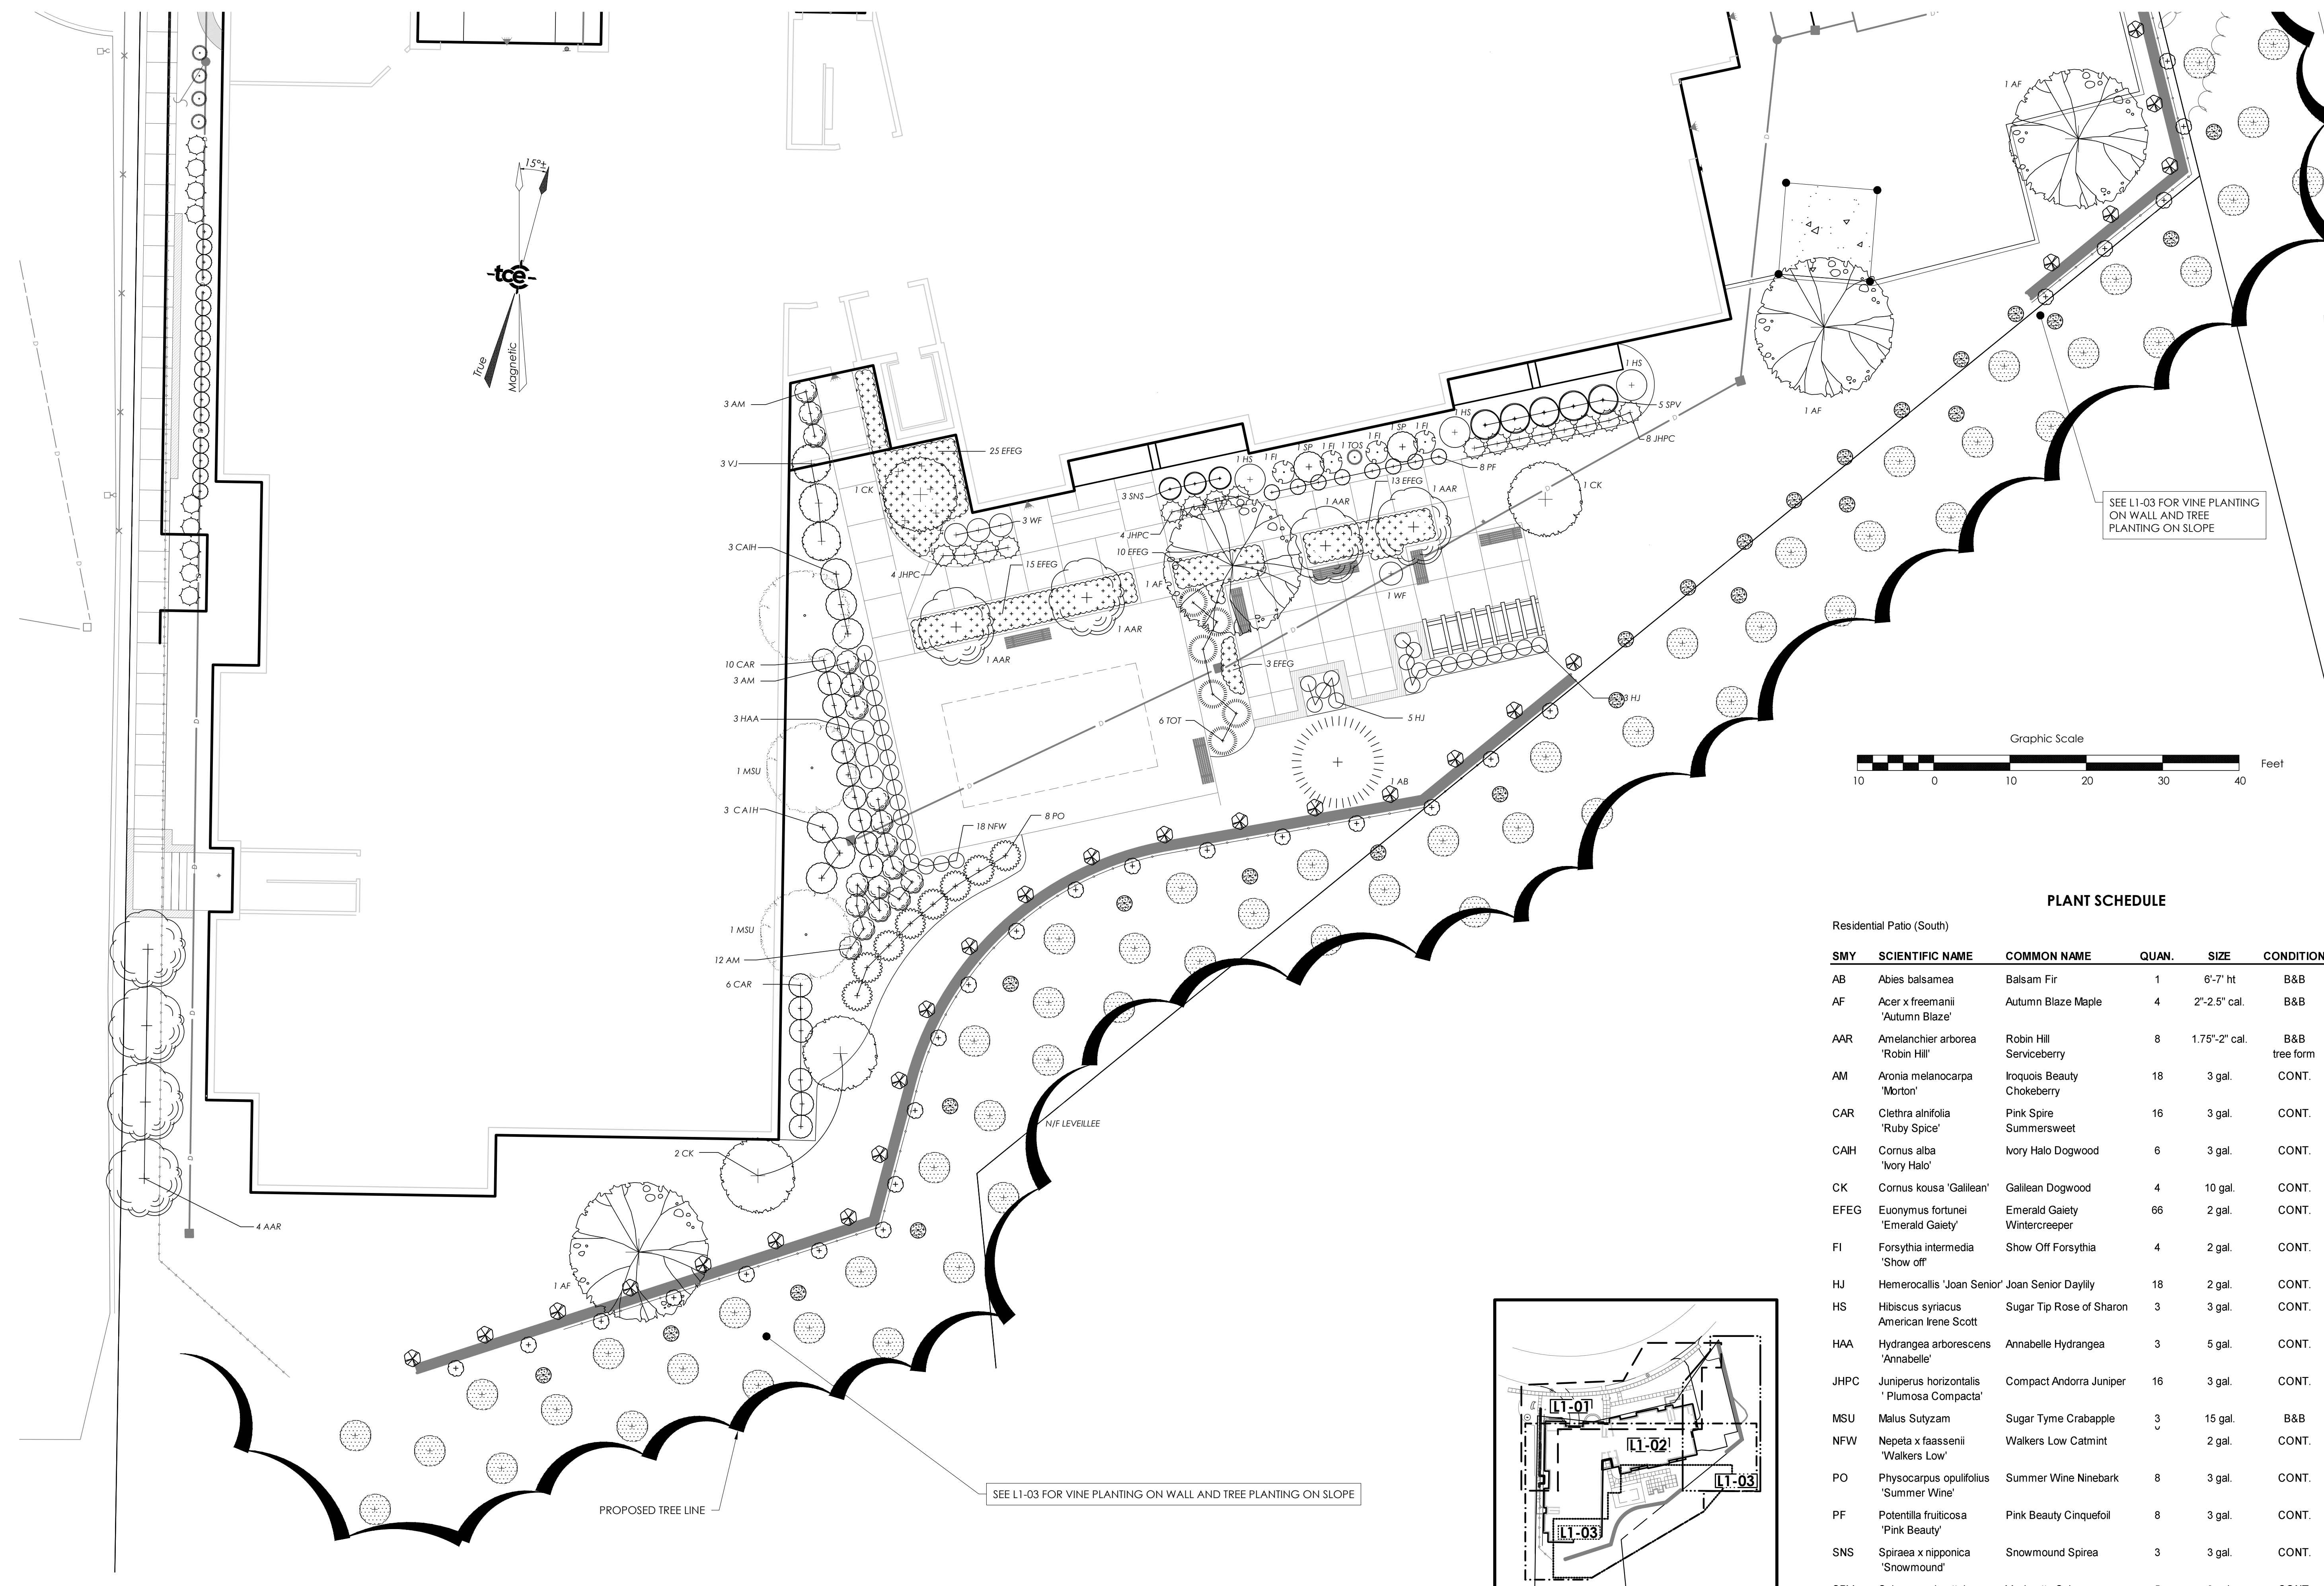 1 AF
15°±
tce
True
Magnetic
1 AF
1 HS
3 AM
5 SPV
1 HS
8 JHPC
1 FI
1 SP
1 FI
1 TOS
1 FI
1 SP
1 FI
1 HS
8 PF
25 EFEG
3 VJ
1 CK
3 SNS
13 EFEG
1 AAR
1 AAR
1 CK
SEE L1-03 FOR VINE PLANTING
ON WALL AND TREE
PLANTING ON SLOPE
3 WF
4 JHPC
3 CAIH
10 EFEG
15 EFEG
4 JHPC
1 AF
1 WF
1 AAR
1 AAR
10 CAR
3 AM
3 EFEG
13 HJ
3 HAA
6 TOT
5 HJ
1 MSU
1 AB
3 CAIH
18 NFW
8 PO
Graphic Scale
10 0 10 20 30 40 Feet
1 MSU
12 AM
6 CAR
N/F LEVEILLEE
2 CK
4 AAR
1 AF
SEE L1-03 FOR VINE PLANTING ON WALL AND TREE PLANTING ON SLOPE
PROPOSED TREE LINE
L1-01
L1-02
L1-03
L1-03
D
PLANT SCHEDULE
Residential Patio (South)
SMY SCIENTIFIC NAME COMMON NAME QUAN. SIZE CONDITION
AB Abies balsamea Balsam Fir 1 6'-7' ht B&B
AF Acer x freemanii Autumn Blaze Maple 4 2"-2.5" cal. B&B
'Autumn Blaze'
AAR Amelanchier arborea Robin Hill 8 1.75"-2" cal. B&B
'Robin Hill' Serviceberry tree form
AM Aronia melanocarpa Iroquois Beauty 18 3 gal. CONT.
'Morton' Chokeberry
CAR Clethra alnifolia Pink Spire 16 3 gal. CONT.
'Ruby Spice' Summersweet
CAIH Cornus alba Ivory Halo Dogwood 6 3 gal. CONT.
'Ivory Halo'
CK Cornus kousa 'Galilean' Galilean Dogwood 4 10 gal. CONT.
EFEG Euonymus fortunei Emerald Gaiety 66 2 gal. CONT.
'Emerald Gaiety' Wintercreeper
FI Forsythia intermedia Show Off Forsythia 4 2 gal. CONT.
'Show off'
HJ Hemerocallis 'Joan Senior' Joan Senior Daylily 18 2 gal. CONT.
HS Hibiscus syriacus Sugar Tip Rose of Sharon 3 3 gal. CONT.
American Irene Scott
HAA Hydrangea arborescens Annabelle Hydrangea 3 5 gal. CONT.
'Annabelle'
JHPC Juniperus horizontalis Compact Andorra Juniper 16 3 gal. CONT.
' Plumosa Compacta'
MSU Malus Sutyzam Sugar Tyme Crabapple 3 15 gal. B&B
NFW Nepeta x faassenii Walkers Low Catmint 2 gal. CONT.
'Walkers Low'
PO Physocarpus opulifolius Summer Wine Ninebark 8 3 gal. CONT.
'Summer Wine'
PF Potentilla fruiticosa Pink Beauty Cinquefoil 8 3 gal. CONT.
'Pink Beauty'
SNS Spiraea x nipponica Snowmound Spirea 3 3 gal. CONT.
'Snowmound'